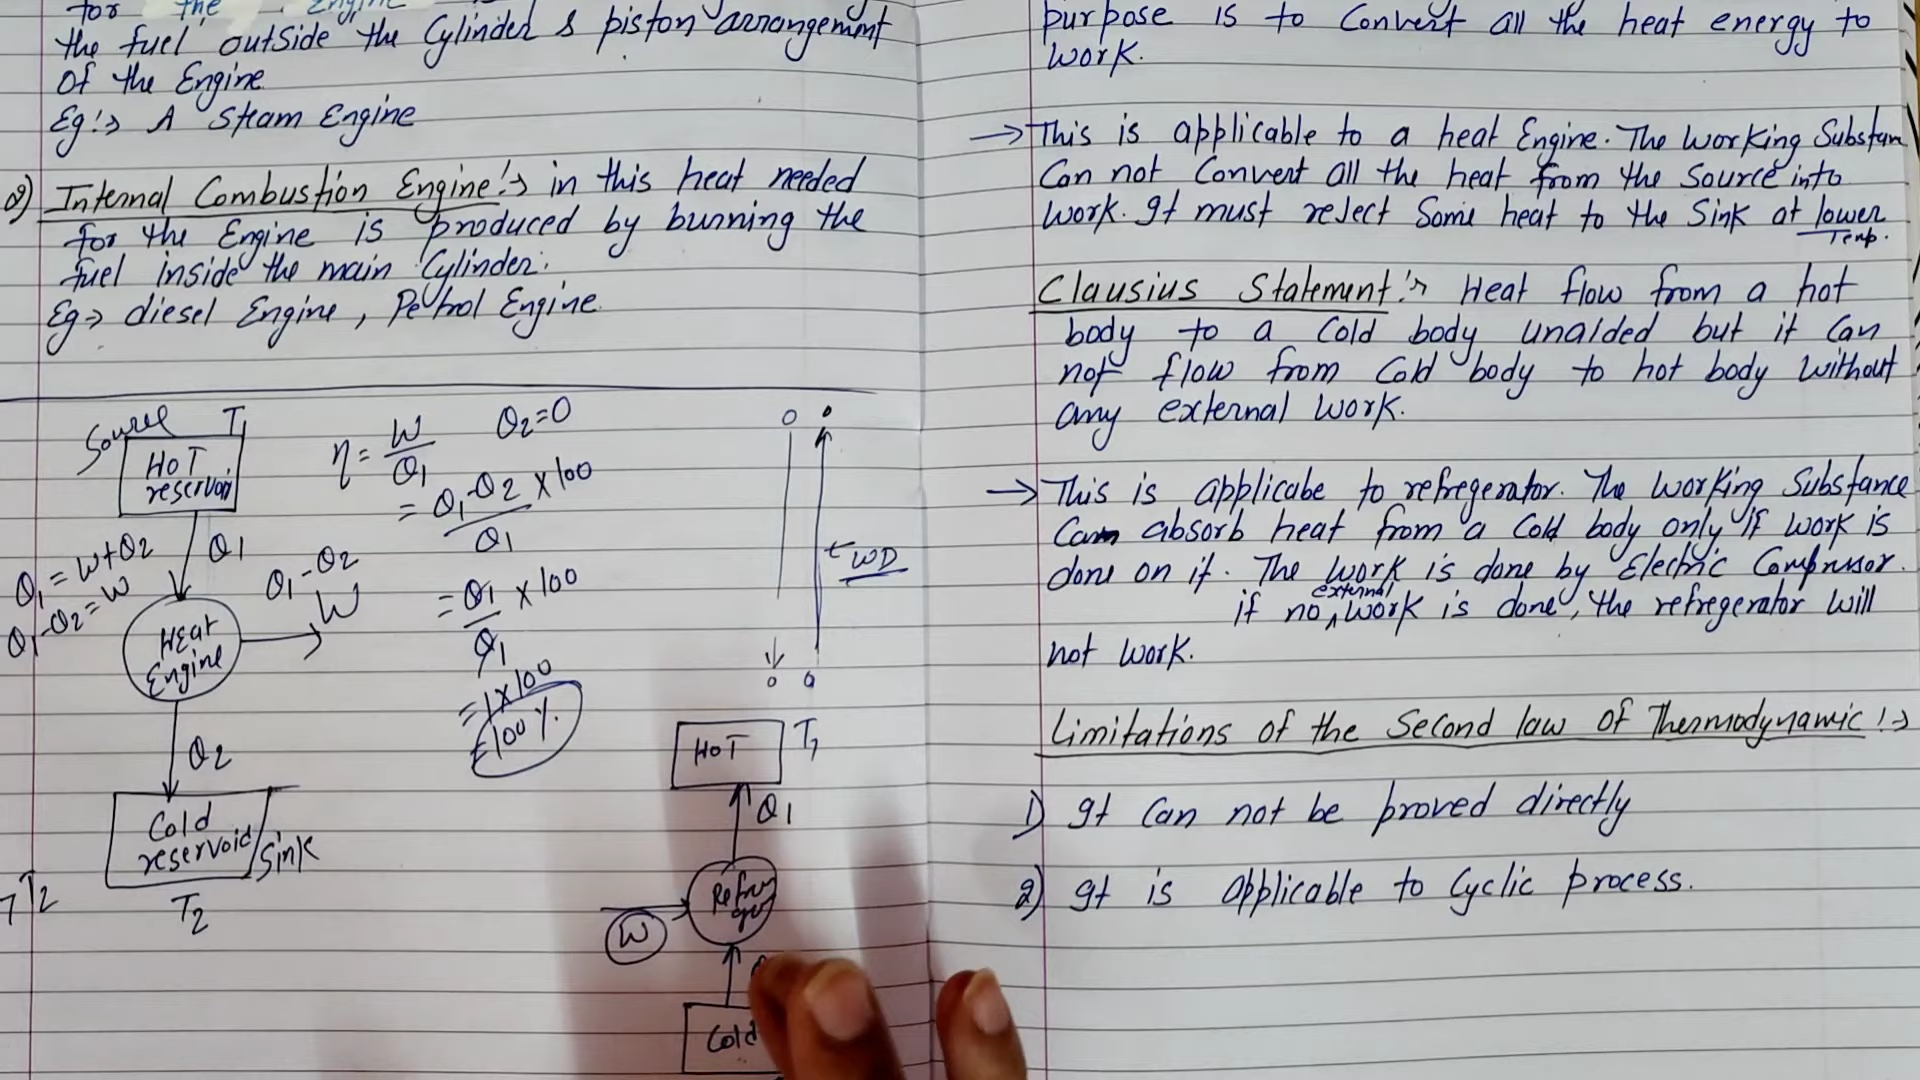 for the Engine
the fuel outside the Cylinder & piston arrangement
of the Engine
Eg:→ A Steam Engine
2) Internal Combustion Engine:→ in this heat needed
for the Engine is produced by burning the
fuel inside the main Cylinder.
Eg→ diesel Engine, Petrol Engine.
Source T1
HOT
reservoir
Q1
Q1 = W+Q2
Q1-Q2 = W
Q1-Q2
W
HEat
Engine
Q2
Cold
reservoid/Sink
T2
T2
η = W/Q1 Q2=0
= Q1-Q2/Q1 x100
= Q1/Q1 x 100
= 1x100
=100%.
WD
HOT T1
Q1
W
Cold
purpose is to Convert all the heat energy to
Work.
→ This is applicable to a heat Engine. The Working Substan
Can not Convert all the heat from the Source into
Work. It must reject Some heat to the Sink at lower
Temp.
Clausius Statement:→ Heat flow from a hot
body to a Cold body unaided but it Can
not flow from Cold body to hot body Without
any external Work.
→ This is applicabe to refregerator. The Working Substance
Can absorb heat from a Cold body only if work is
done on it. The work is done by Electric Compressor.
if no external work is done, the refregerator will
not work.
Limitations of the Second law of Thermodynamic:→
1) It Can not be proved directly
2) It is applicable to Cyclic process.